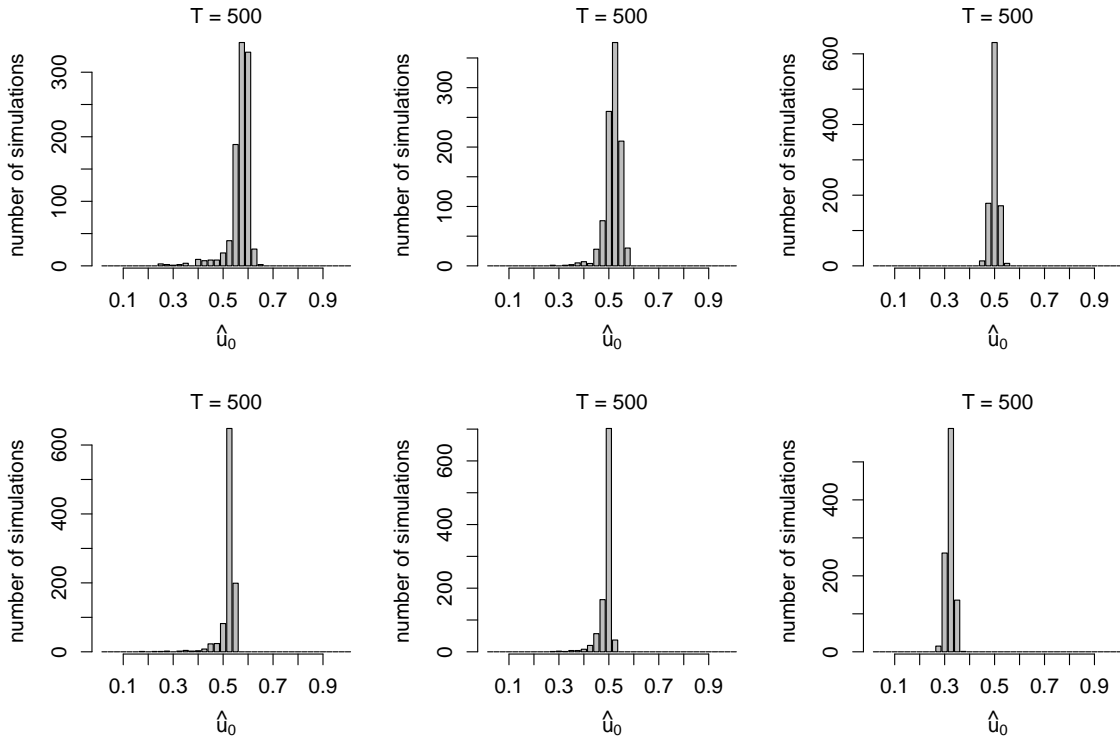 T = 500
number of simulations
0 100 200 300
0.1 0.3 0.5 0.7 0.9
û₀
T = 500
number of simulations
0 100 200 300
0.1 0.3 0.5 0.7 0.9
û₀
T = 500
number of simulations
0 200 400 600
0.1 0.3 0.5 0.7 0.9
û₀
T = 500
number of simulations
0 200 400 600
0.1 0.3 0.5 0.7 0.9
û₀
T = 500
number of simulations
0 200 400 600
0.1 0.3 0.5 0.7 0.9
û₀
T = 500
number of simulations
0 200 400
0.1 0.3 0.5 0.7 0.9
û₀